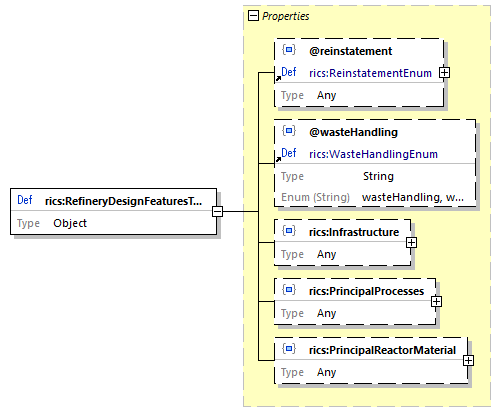 Properties
@reinstatement
Def rics:ReinstatementEnum
Type Any
@wasteHandling
Def rics:WasteHandlingEnum
Type String
Enum (String) wasteHandling, w...
Def rics:RefineryDesignFeaturesT...
Type Object
rics:Infrastructure
Type Any
rics:PrincipalProcesses
Type Any
rics:PrincipalReactorMaterial
Type Any